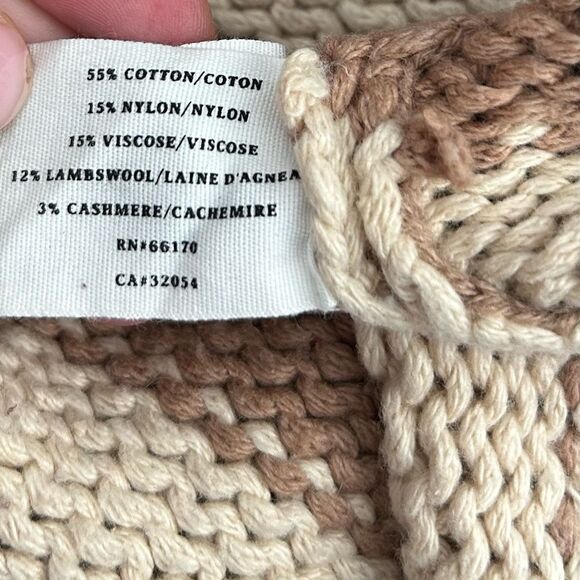 55% COTTON/COTON
15% NYLON/NYLON
15% VISCOSE/VISCOSE
12% LAMBSWOOL/LAINE D'AGNEA
3% CASHMERE/CACHEMIRE
RN#66170
CA#32054